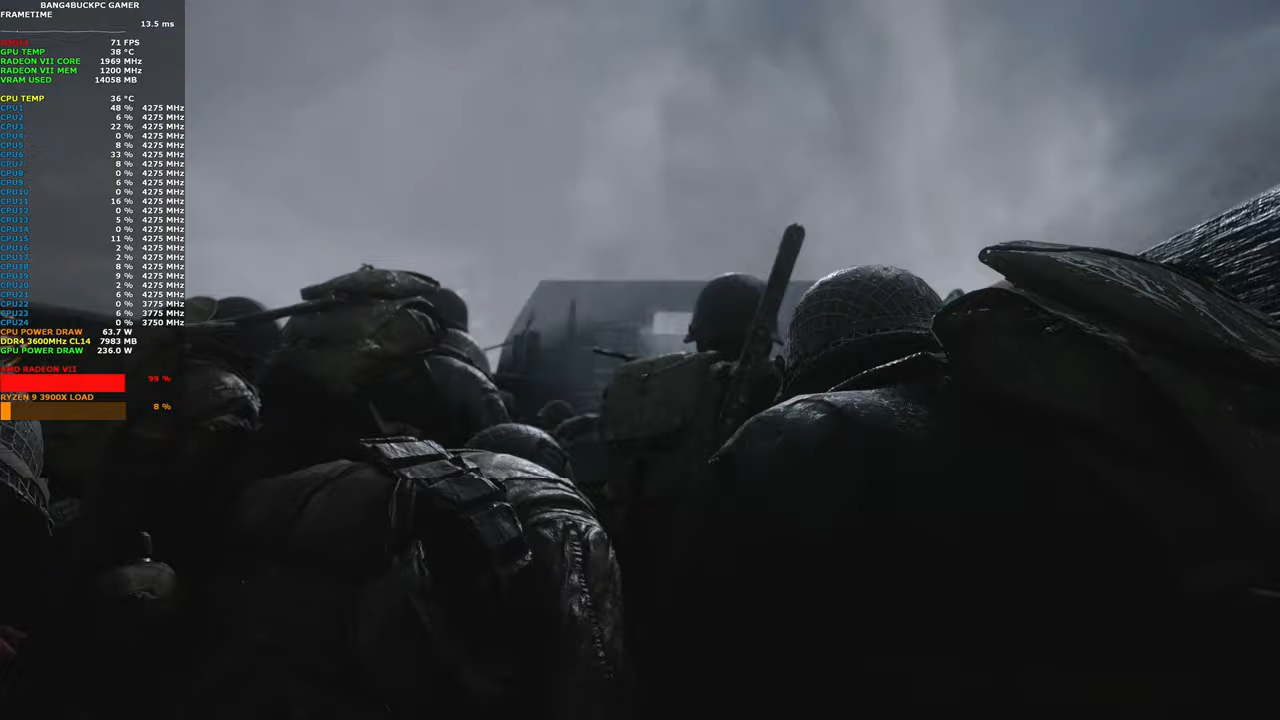 BANG4BUCKPC GAMER
FRAMETIME
13.5 ms
71 FPS
GPU TEMP 38 °C
RADEON VII CORE 1969 MHz
RADEON VII MEM 1200 MHz
VRAM USED 14058 MB
CPU TEMP 36 °C
CPU1 48 % 4275 MHz
CPU2 6 % 4275 MHz
CPU3 22 % 4275 MHz
CPU4 0 % 4275 MHz
CPU5 8 % 4275 MHz
CPU6 33 % 4275 MHz
CPU7 8 % 4275 MHz
CPU8 0 % 4275 MHz
CPU9 6 % 4275 MHz
CPU10 0 % 4275 MHz
CPU11 16 % 4275 MHz
CPU12 0 % 4275 MHz
CPU13 5 % 4275 MHz
CPU14 0 % 4275 MHz
CPU15 11 % 4275 MHz
CPU16 2 % 4275 MHz
CPU17 2 % 4275 MHz
CPU18 8 % 4275 MHz
CPU19 9 % 4275 MHz
CPU20 2 % 4275 MHz
CPU21 6 % 4275 MHz
CPU22 0 % 3775 MHz
CPU23 6 % 3775 MHz
CPU24 0 % 3750 MHz
CPU POWER DRAW 63.7 W
DDR4 3600MHz CL14 7983 MB
GPU POWER DRAW 236.0 W
AMD RADEON VII
99 %
RYZEN 9 3900X LOAD
8 %